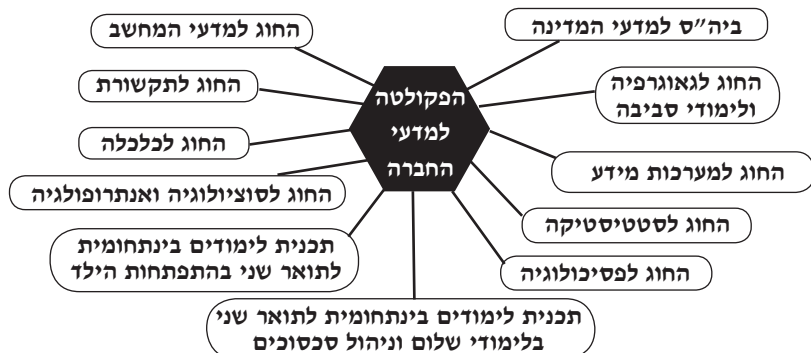 הפקולטה
למדעי
החברה
ביה"ס למדעי המדינה
החוג לגאוגרפיה
ולימודי סביבה
החוג למערכות מידע
החוג לסטטיסטיקה
החוג לפסיכולוגיה
תכנית לימודים בינתחומית לתואר שני
בלימודי שלום וניהול סכסוכים
תכנית לימודים בינתחומית
לתואר שני בהתפתחות הילד
החוג לסוציולוגיה ואנתרופולגיה
החוג לכלכלה
החוג לתקשורת
החוג למדעי המחשב